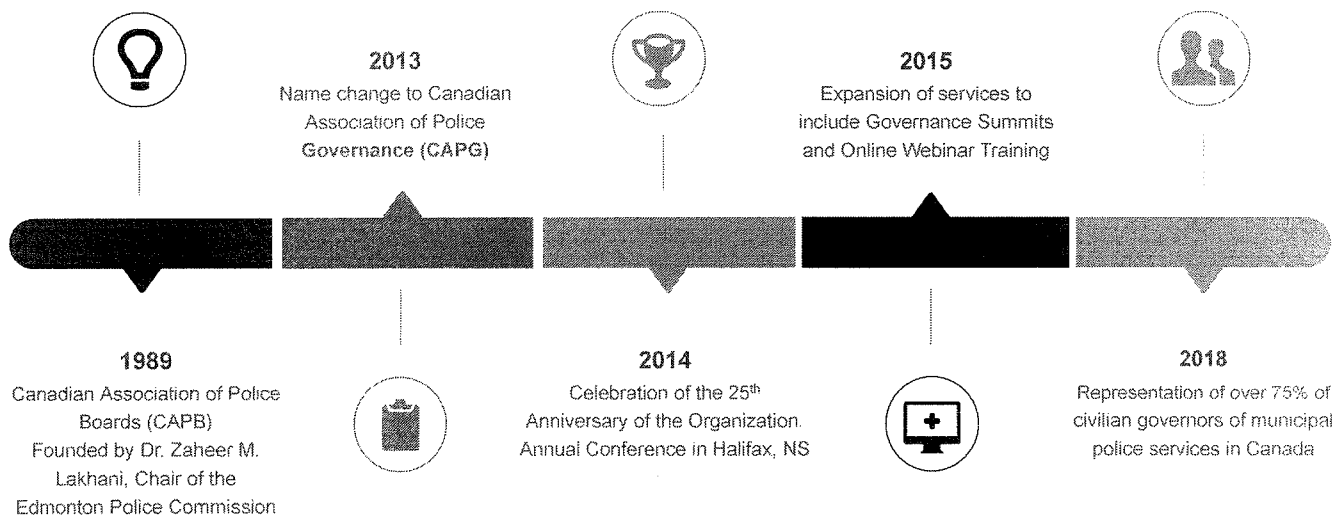 2013
Name change to Canadian
Association of Police
Governance (CAPG)
2015
Expansion of services to
include Governance Summits
and Online Webinar Training
1989
Canadian Association of Police
Boards (CAPB)
Founded by Dr. Zaheer M.
Lakhani, Chair of the
Edmonton Police Commission
2014
Celebration of the 25th
Anniversary of the Organization.
Annual Conference in Halifax, NS
2018
Representation of over 75% of
civilian governors of municipal
police services in Canada